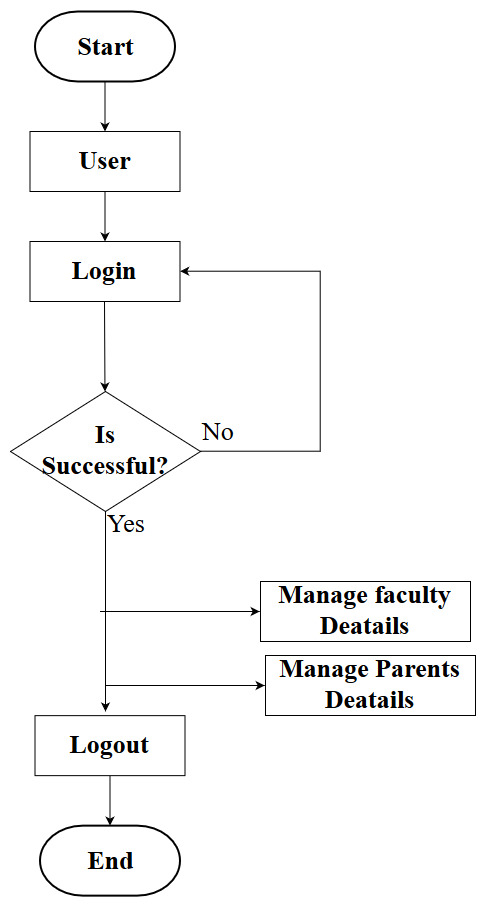 Start
User
Login
Is
Successful?
No
Yes
Manage faculty
Deatails
Manage Parents
Deatails
Logout
End